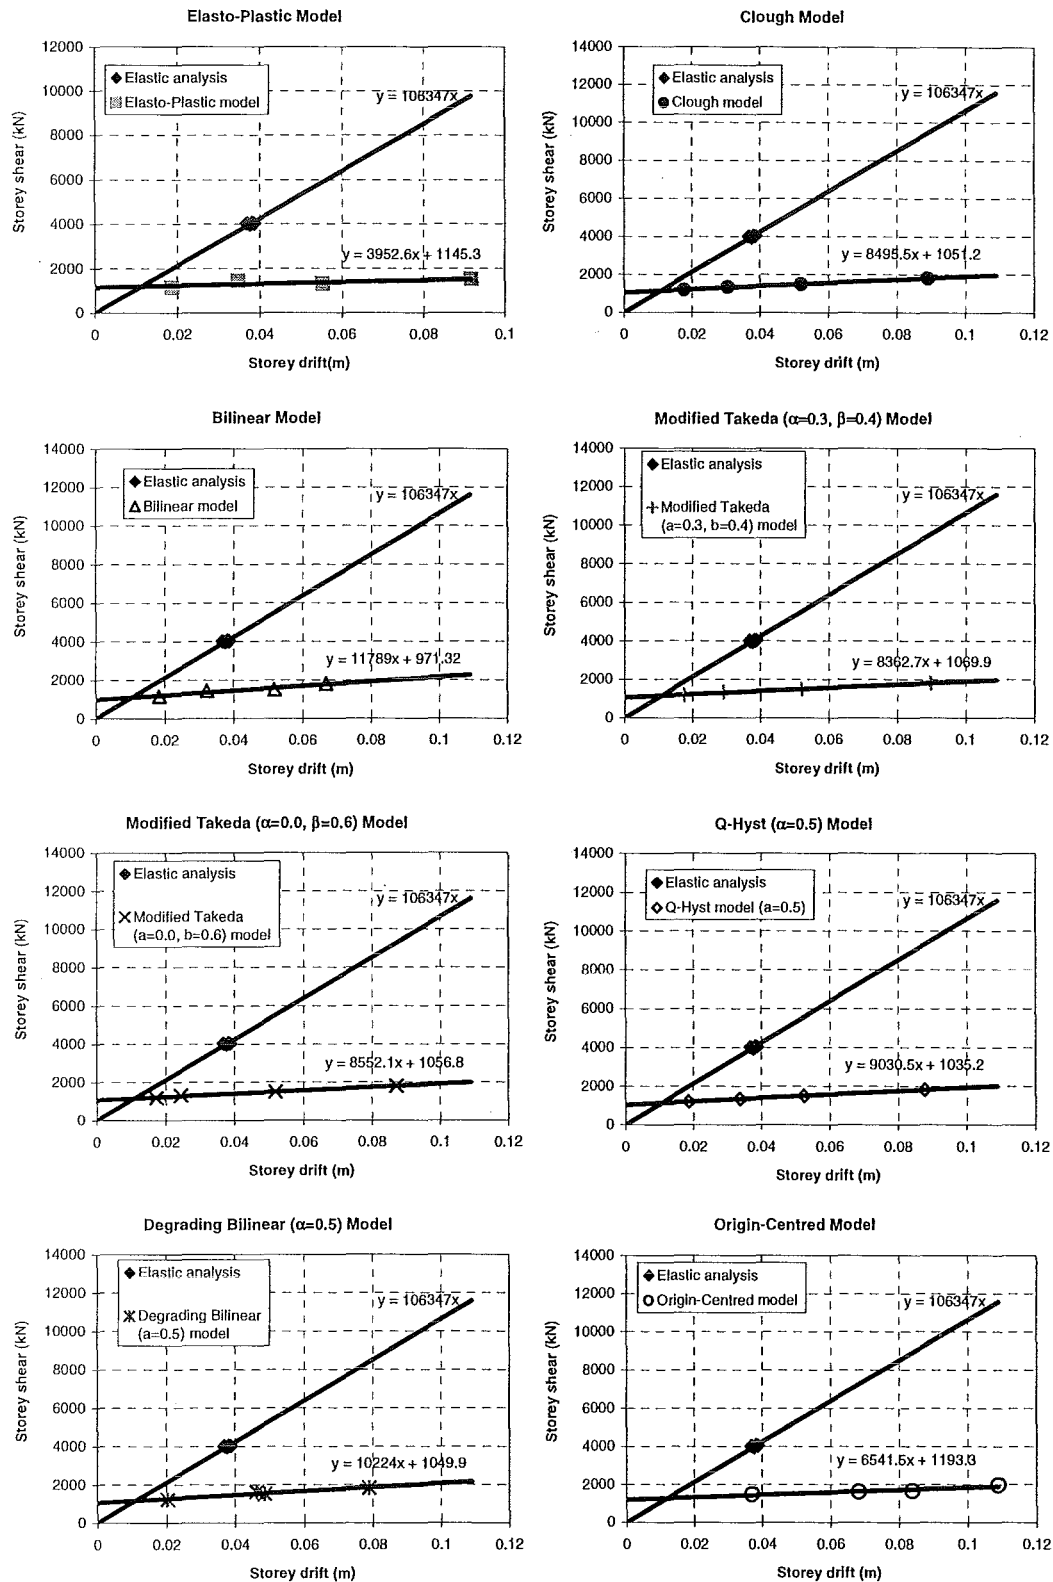 Elasto-Plastic Model
12000
10000
8000
6000
4000
2000
0
Storey shear (kN)
Elastic analysis
Elasto-Plastic model
y = 106347x
y = 3952.6x + 1145.3
0 0.02 0.04 0.06 0.08 0.1
Storey drift(m)
Clough Model
14000
12000
10000
8000
6000
4000
2000
0
Storey shear (kN)
Elastic analysis
Clough model
y = 106347x
y = 8495.5x + 1051.2
0 0.02 0.04 0.06 0.08 0.1 0.12
Storey drift (m)
Bilinear Model
14000
12000
10000
8000
6000
4000
2000
0
Storey shear (kN)
Elastic analysis
Bilinear model
y = 106347x
y = 11789x + 971.32
0 0.02 0.04 0.06 0.08 0.1 0.12
Storey drift (m)
Modified Takeda (α=0.3, β=0.4) Model
14000
12000
10000
8000
6000
4000
2000
0
Storey shear (kN)
Elastic analysis
Modified Takeda
(a=0.3, b=0.4) model
y = 106347x
y = 8362.7x + 1069.9
0 0.02 0.04 0.06 0.08 0.1 0.12
Storey drift (m)
Modified Takeda (α=0.0, β=0.6) Model
14000
12000
10000
8000
6000
4000
2000
0
Storey shear (kN)
Elastic analysis
Modified Takeda
(a=0.0, b=0.6) model
y = 106347x
y = 8552.1x + 1056.8
0 0.02 0.04 0.06 0.08 0.1 0.12
Storey drift (m)
Q-Hyst (α=0.5) Model
14000
12000
10000
8000
6000
4000
2000
0
Storey shear (kN)
Elastic analysis
Q-Hyst model (a=0.5)
y = 106347x
y = 9030.5x + 1035.2
0 0.02 0.04 0.06 0.08 0.1 0.12
Storey drift (m)
Degrading Bilinear (α=0.5) Model
14000
12000
10000
8000
6000
4000
2000
0
Storey shear (kN)
Elastic analysis
Degrading Bilinear
(a=0.5) model
y = 106347x
y = 10224x + 1049.9
0 0.02 0.04 0.06 0.08 0.1 0.12
Storey drift (m)
Origin-Centred Model
14000
12000
10000
8000
6000
4000
2000
0
Storey shear (kN)
Elastic analysis
Origin-Centred model
y = 106347x
y = 6541.5x + 1193.3
0 0.02 0.04 0.06 0.08 0.1 0.12
Storey drift (m)